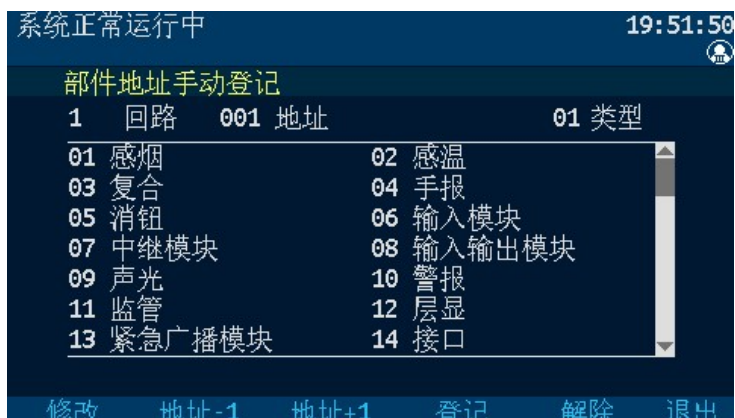 系统正常运行中 19:51:50
部件地址手动登记
1 回路 001 地址 01 类型
01 感烟 02 感温
03 复合 04 手报
05 消钮 06 输入模块
07 中继模块 08 输入输出模块
09 声光 10 警报
11 监管 12 层显
13 紧急广播模块 14 接口
修改 地址-1 地址+1 登记 解除 退出